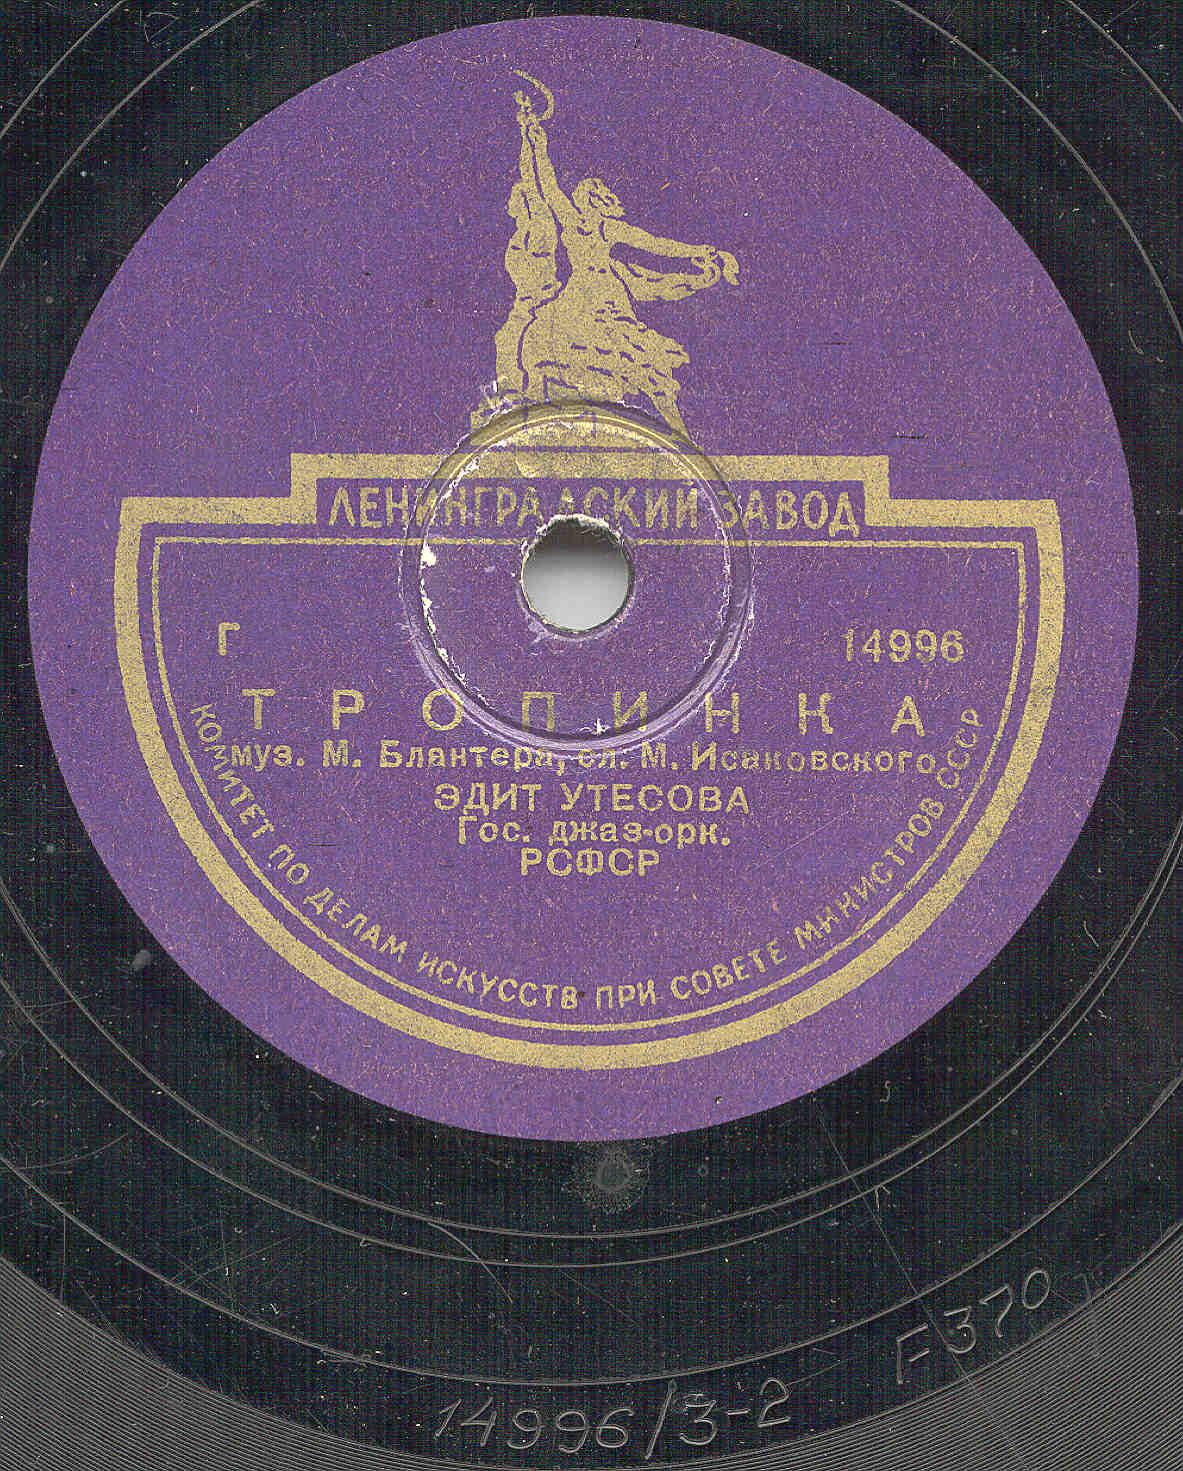 ЛЕНИНГРАДСКИЙ ЗАВОД
Г 14996
ТРОПИНКА
муз. М. Блантера, сл. М. Исаковского
ЭДИТ УТЕСОВА
Гос. джаз-орк.
РСФСР
КОМИТЕТ ПО ДЕЛАМ ИСКУССТВ ПРИ СОВЕТЕ МИНИСТРОВ СССР
F370
14996/3-2